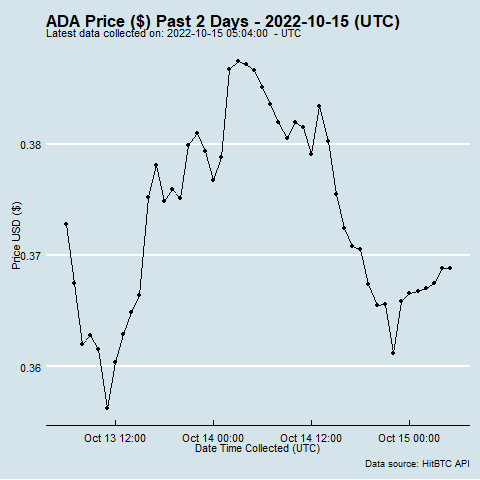 ADA Price ($) Past 2 Days - 2022-10-15 (UTC)
Latest data collected on: 2022-10-15 05:04:00  - UTC
Price USD ($)
0.38
0.37
0.36
Oct 13 12:00
Oct 14 00:00
Oct 14 12:00
Oct 15 00:00
Date Time Collected (UTC)
Data source: HitBTC API